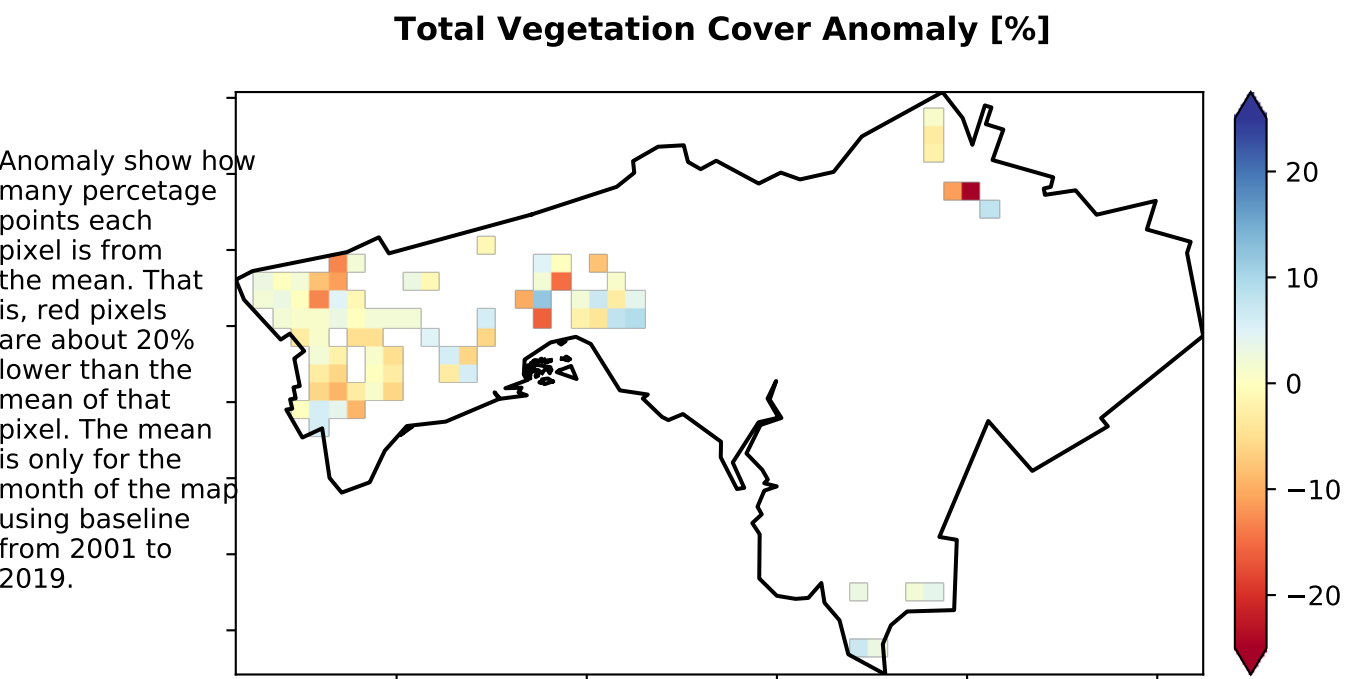 Total Vegetation Cover Anomaly [%]
Anomaly show how
many percetage
points each
pixel is from
the mean. That
is, red pixels
are about 20%
lower than the
mean of that
pixel. The mean
is only for the
month of the map
using baseline
from 2001 to
2019.
20
10
0
−10
−20